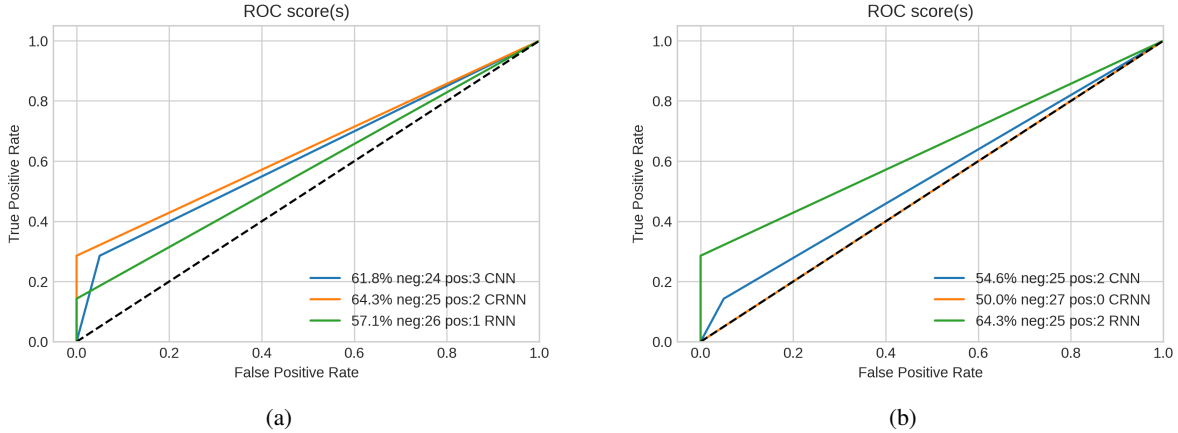 ROC score(s)
1.0
0.8
0.6
0.4
0.2
0.0
True Positive Rate
61.8% neg:24 pos:3 CNN
64.3% neg:25 pos:2 CRNN
57.1% neg:26 pos:1 RNN
0.0 0.2 0.4 0.6 0.8 1.0
False Positive Rate
(a)
ROC score(s)
1.0
0.8
0.6
0.4
0.2
0.0
True Positive Rate
54.6% neg:25 pos:2 CNN
50.0% neg:27 pos:0 CRNN
64.3% neg:25 pos:2 RNN
0.0 0.2 0.4 0.6 0.8 1.0
False Positive Rate
(b)